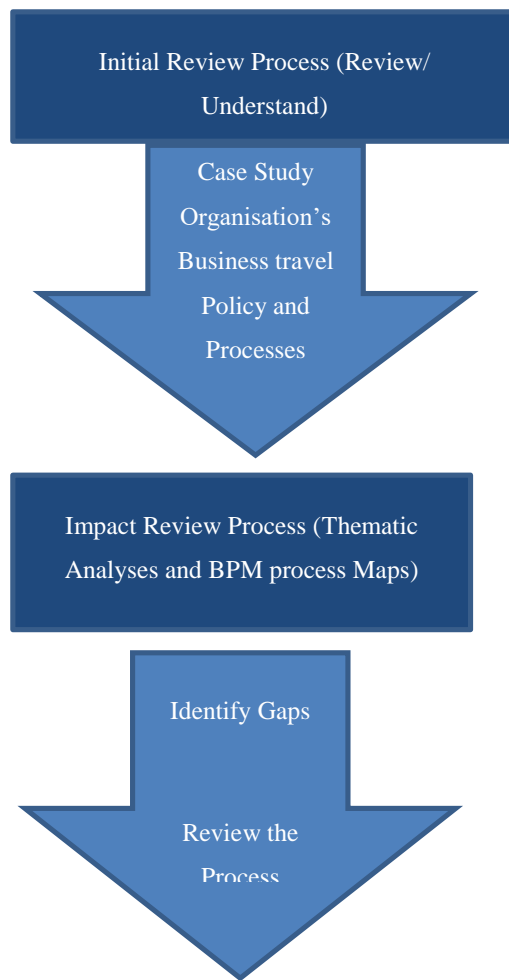 Initial Review Process (Review/
Understand)
Case Study
Organisation’s
Business travel
Policy and
Processes
Impact Review Process (Thematic
Analyses and BPM process Maps)
Identify Gaps
Review the
Process